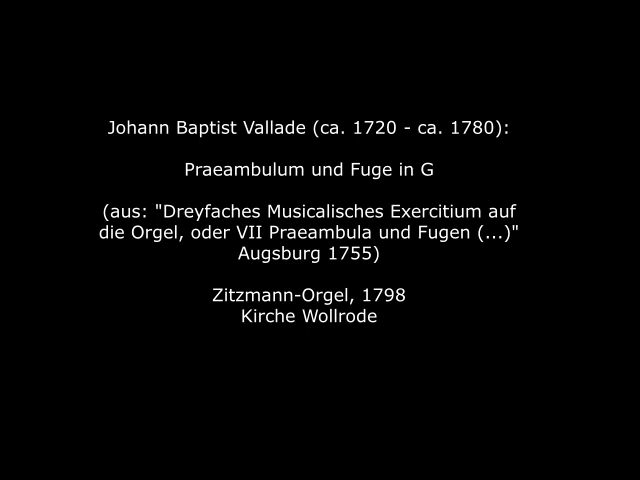 Johann Baptist Vallade (ca. 1720 - ca. 1780):
Praeambulum und Fuge in G
(aus: "Dreyfaches Musicalisches Exercitium auf
die Orgel, oder VII Praeambula und Fugen (...)"
Augsburg 1755)
Zitzmann-Orgel, 1798
Kirche Wollrode